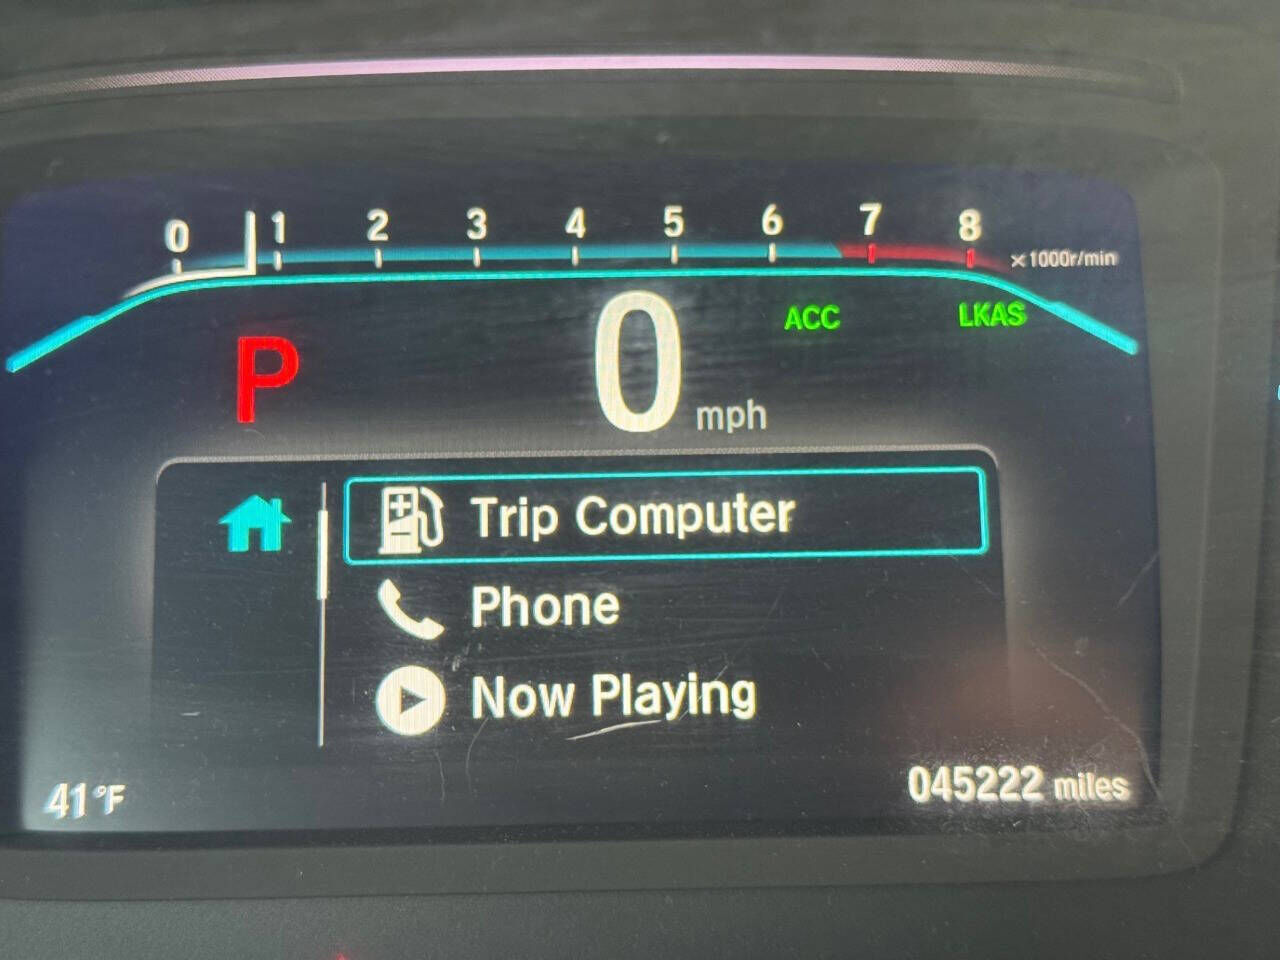 0 1 2 3 4 5 6 7 8
×1000r/min
P 0 mph ACC LKAS
Trip Computer
Phone
Now Playing
41°F 045222 miles